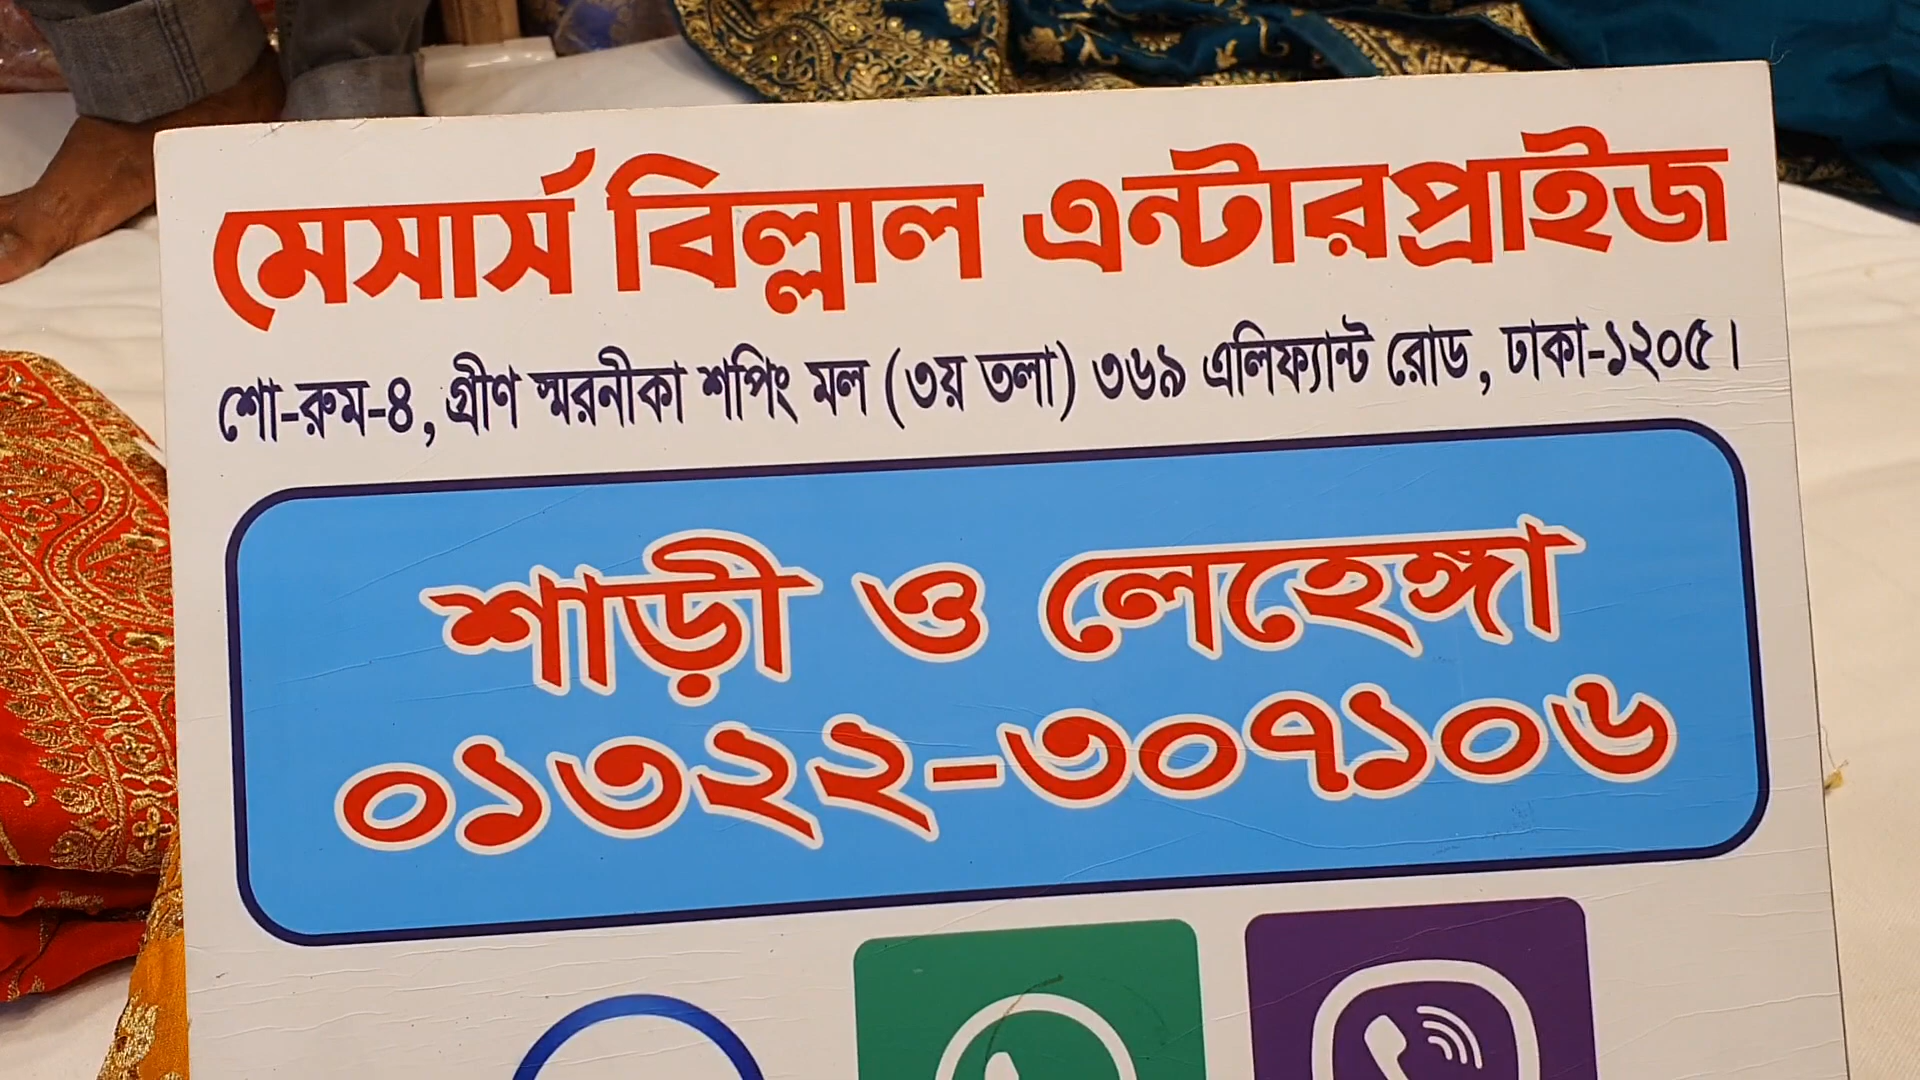 মেসার্স বিল্লাল এন্টারপ্রাইজ
শো-রুম-৪, গ্রীণ স্মরনীকা শপিং মল (৩য় তলা) ৩৬৯ এলিফ্যান্ট রোড, ঢাকা-১২০৫।
শাড়ী ও লেহেঙ্গা
০১৩২২-৩০৭১০৬